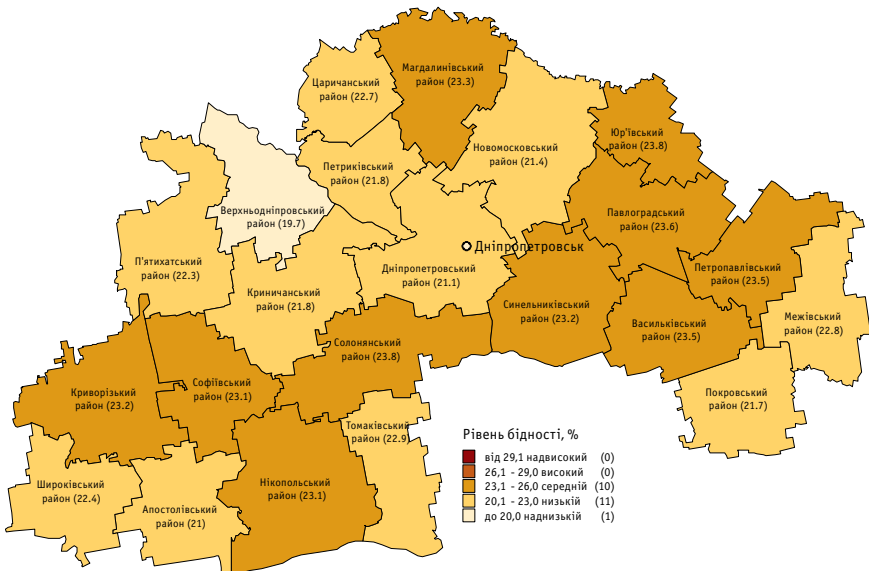 Магдалинівський
район (23.3)
Царичанський
район (22.7)
Юр'ївський
район (23.8)
Новомосковський
район (21.4)
Петриківський
район (21.8)
Верхньодніпровський
район (19.7)
Павлоградський
район (23.6)
Дніпропетровськ
П'ятихатський
район (22.3)
Дніпропетровський
район (21.1)
Петропавлівський
район (23.5)
Криничанський
район (21.8)
Синельниківський
район (23.2)
Васильківський
район (23.5)
Межівський
район (22.8)
Солонянський
район (23.8)
Криворізький
район (23.2)
Софіївський
район (23.1)
Покровський
район (21.7)
Томаківський
район (22.9)
Широківський
район (22.4)
Апостолівський
район (21)
Нікопольський
район (23.1)
Рівень бідності, %
від 29,1 надвисокий (0)
26,1 - 29,0 високий (0)
23,1 - 26,0 середній (10)
20,1 - 23,0 низькій (11)
до 20,0 наднизькій (1)